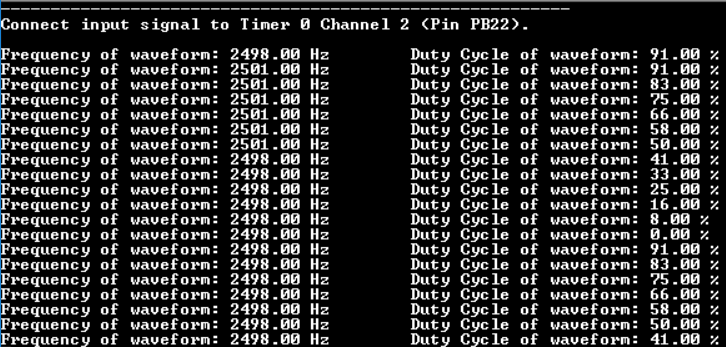 ------------------------------------------------------------
Connect input signal to Timer 0 Channel 2 (Pin PB22).
Frequency of waveform: 2498.00 Hz Duty Cycle of waveform: 91.00 %
Frequency of waveform: 2501.00 Hz Duty Cycle of waveform: 91.00 %
Frequency of waveform: 2501.00 Hz Duty Cycle of waveform: 83.00 %
Frequency of waveform: 2501.00 Hz Duty Cycle of waveform: 75.00 %
Frequency of waveform: 2501.00 Hz Duty Cycle of waveform: 66.00 %
Frequency of waveform: 2501.00 Hz Duty Cycle of waveform: 58.00 %
Frequency of waveform: 2501.00 Hz Duty Cycle of waveform: 50.00 %
Frequency of waveform: 2498.00 Hz Duty Cycle of waveform: 41.00 %
Frequency of waveform: 2498.00 Hz Duty Cycle of waveform: 33.00 %
Frequency of waveform: 2498.00 Hz Duty Cycle of waveform: 25.00 %
Frequency of waveform: 2498.00 Hz Duty Cycle of waveform: 16.00 %
Frequency of waveform: 2498.00 Hz Duty Cycle of waveform: 8.00 %
Frequency of waveform: 2498.00 Hz Duty Cycle of waveform: 0.00 %
Frequency of waveform: 2498.00 Hz Duty Cycle of waveform: 91.00 %
Frequency of waveform: 2498.00 Hz Duty Cycle of waveform: 83.00 %
Frequency of waveform: 2498.00 Hz Duty Cycle of waveform: 75.00 %
Frequency of waveform: 2498.00 Hz Duty Cycle of waveform: 66.00 %
Frequency of waveform: 2498.00 Hz Duty Cycle of waveform: 58.00 %
Frequency of waveform: 2498.00 Hz Duty Cycle of waveform: 50.00 %
Frequency of waveform: 2498.00 Hz Duty Cycle of waveform: 41.00 %